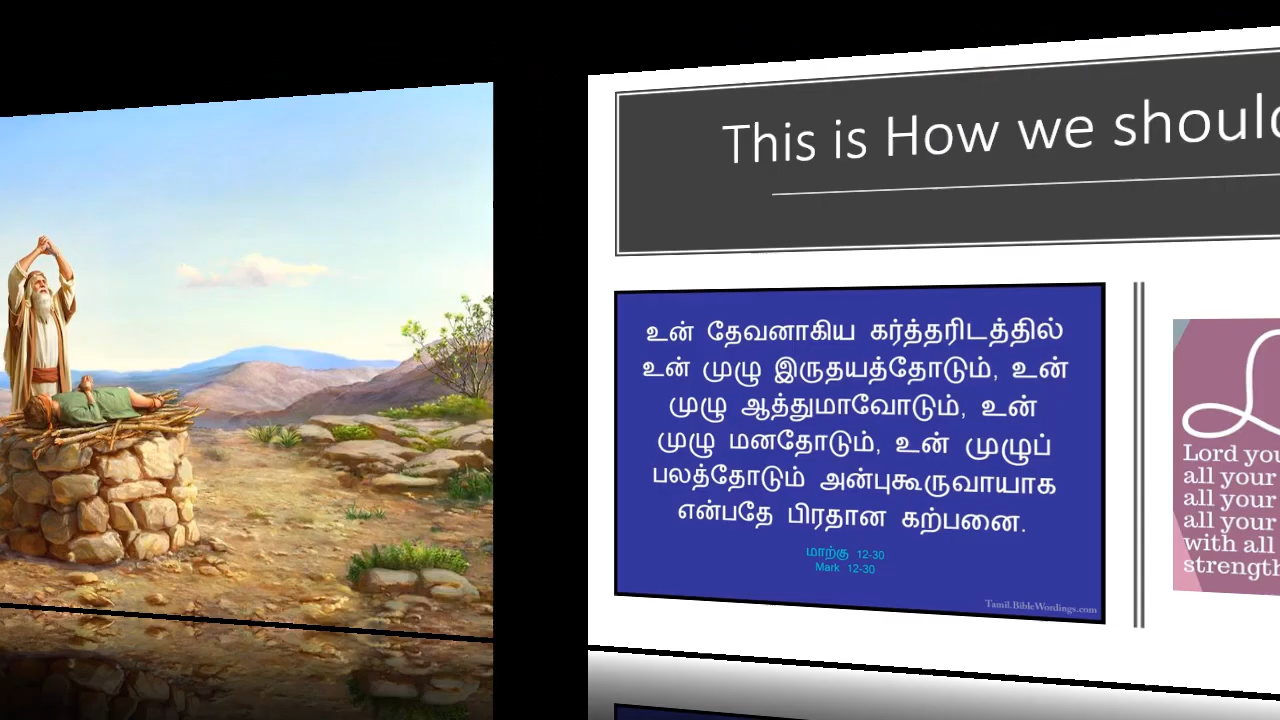 This is How we should
உன் தேவனாகிய கர்த்தரிடத்தில்
உன் முழு இருதயத்தோடும், உன்
முழு ஆத்துமாவோடும், உன்
முழு மனதோடும், உன் முழுப்
பலத்தோடும் அன்புகூருவாயாக
என்பதே பிரதான கற்பனை.
மாற்கு 12-30
Mark 12-30
Tamil.BibleWordings.com
Lord you
all your
all your
all your
with all
strength